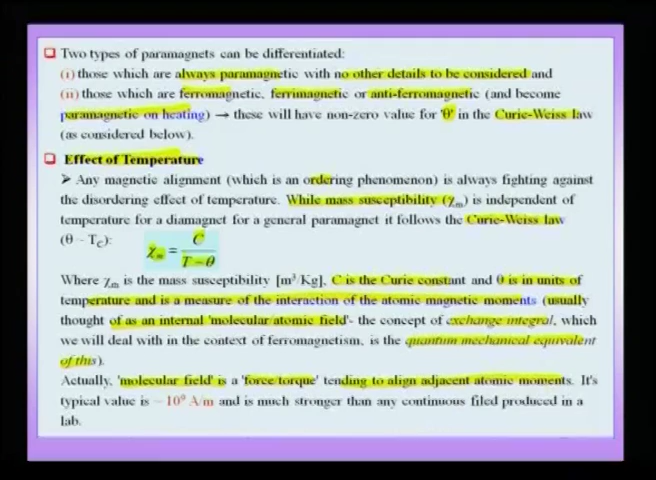 Two types of paramagnets can be differentiated:
(i) those which are always paramagnetic with no other details to be considered and
(ii) those which are ferromagnetic, ferrimagnetic or anti-ferromagnetic (and become
paramagnetic on heating) → these will have non-zero value for 'θ' in the Curie-Weiss law
(as considered below).
Effect of Temperature
➤ Any magnetic alignment (which is an ordering phenomenon) is always fighting against
the disordering effect of temperature. While mass susceptibility (χm) is independent of
temperature for a diamagnet for a general paramagnet it follows the Curie-Weiss law
(θ ~ TC):
χm = C / (T − θ)
Where χm is the mass susceptibility [m³/Kg], C is the Curie constant and θ is in units of
temperature and is a measure of the interaction of the atomic magnetic moments (usually
thought of as an internal 'molecular/atomic field'- the concept of exchange integral, which
we will deal with in the context of ferromagnetism, is the quantum mechanical equivalent
of this).
Actually, 'molecular field' is a 'force/torque' tending to align adjacent atomic moments. It's
typical value is ~ 10⁹ A/m and is much stronger than any continuous filed produced in a
lab.